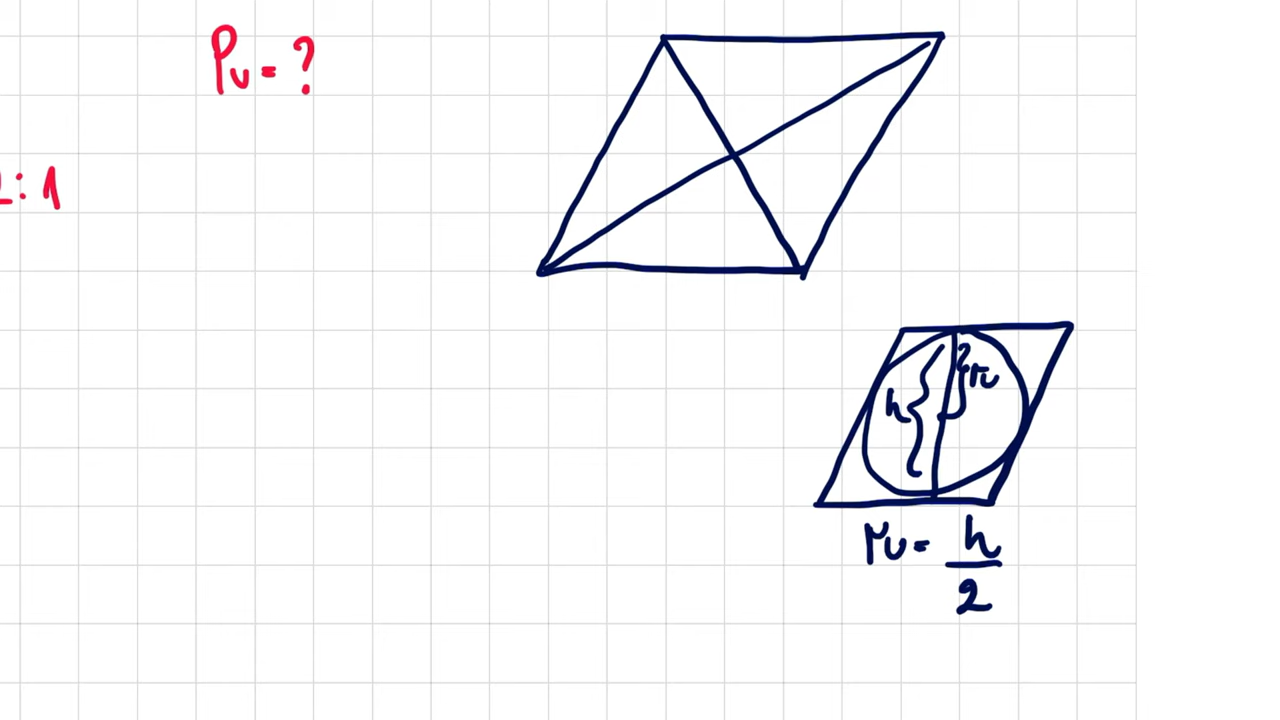 Pu = ?
: 1
h
ru
ru = h/2